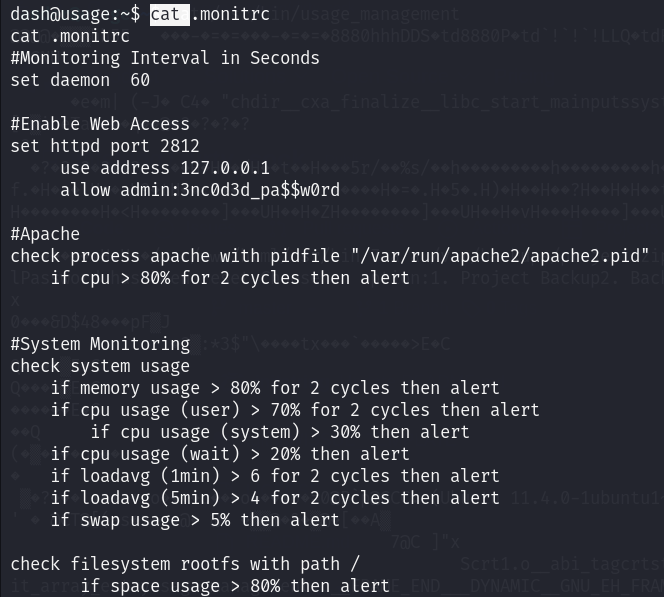 dash@usage:~$ cat .monitrc
cat .monitrc
#Monitoring Interval in Seconds
set daemon  60

#Enable Web Access
set httpd port 2812
     use address 127.0.0.1
     allow admin:3nc0d3d_pa$$w0rd

#Apache
check process apache with pidfile "/var/run/apache2/apache2.pid"
    if cpu > 80% for 2 cycles then alert


#System Monitoring
check system usage
    if memory usage > 80% for 2 cycles then alert
    if cpu usage (user) > 70% for 2 cycles then alert
        if cpu usage (system) > 30% then alert
    if cpu usage (wait) > 20% then alert
    if loadavg (1min) > 6 for 2 cycles then alert
    if loadavg (5min) > 4 for 2 cycles then alert
    if swap usage > 5% then alert

check filesystem rootfs with path /
       if space usage > 80% then alert